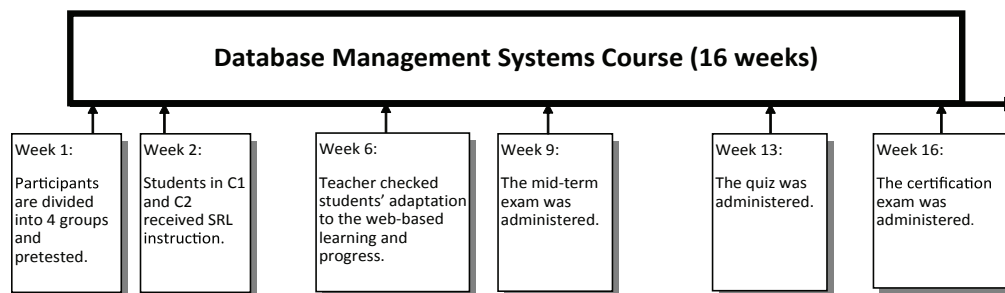 Database Management Systems Course (16 weeks)
Week 1:
Participants
are divided
into 4 groups
and
pretested.
Week 2:
Students in C1
and C2
received SRL
instruction.
Week 6:
Teacher checked
students’ adaptation
to the web-based
learning and
progress.
Week 9:
The mid-term
exam was
administered.
Week 13:
The quiz was
administered.
Week 16:
The certification
exam was
administered.